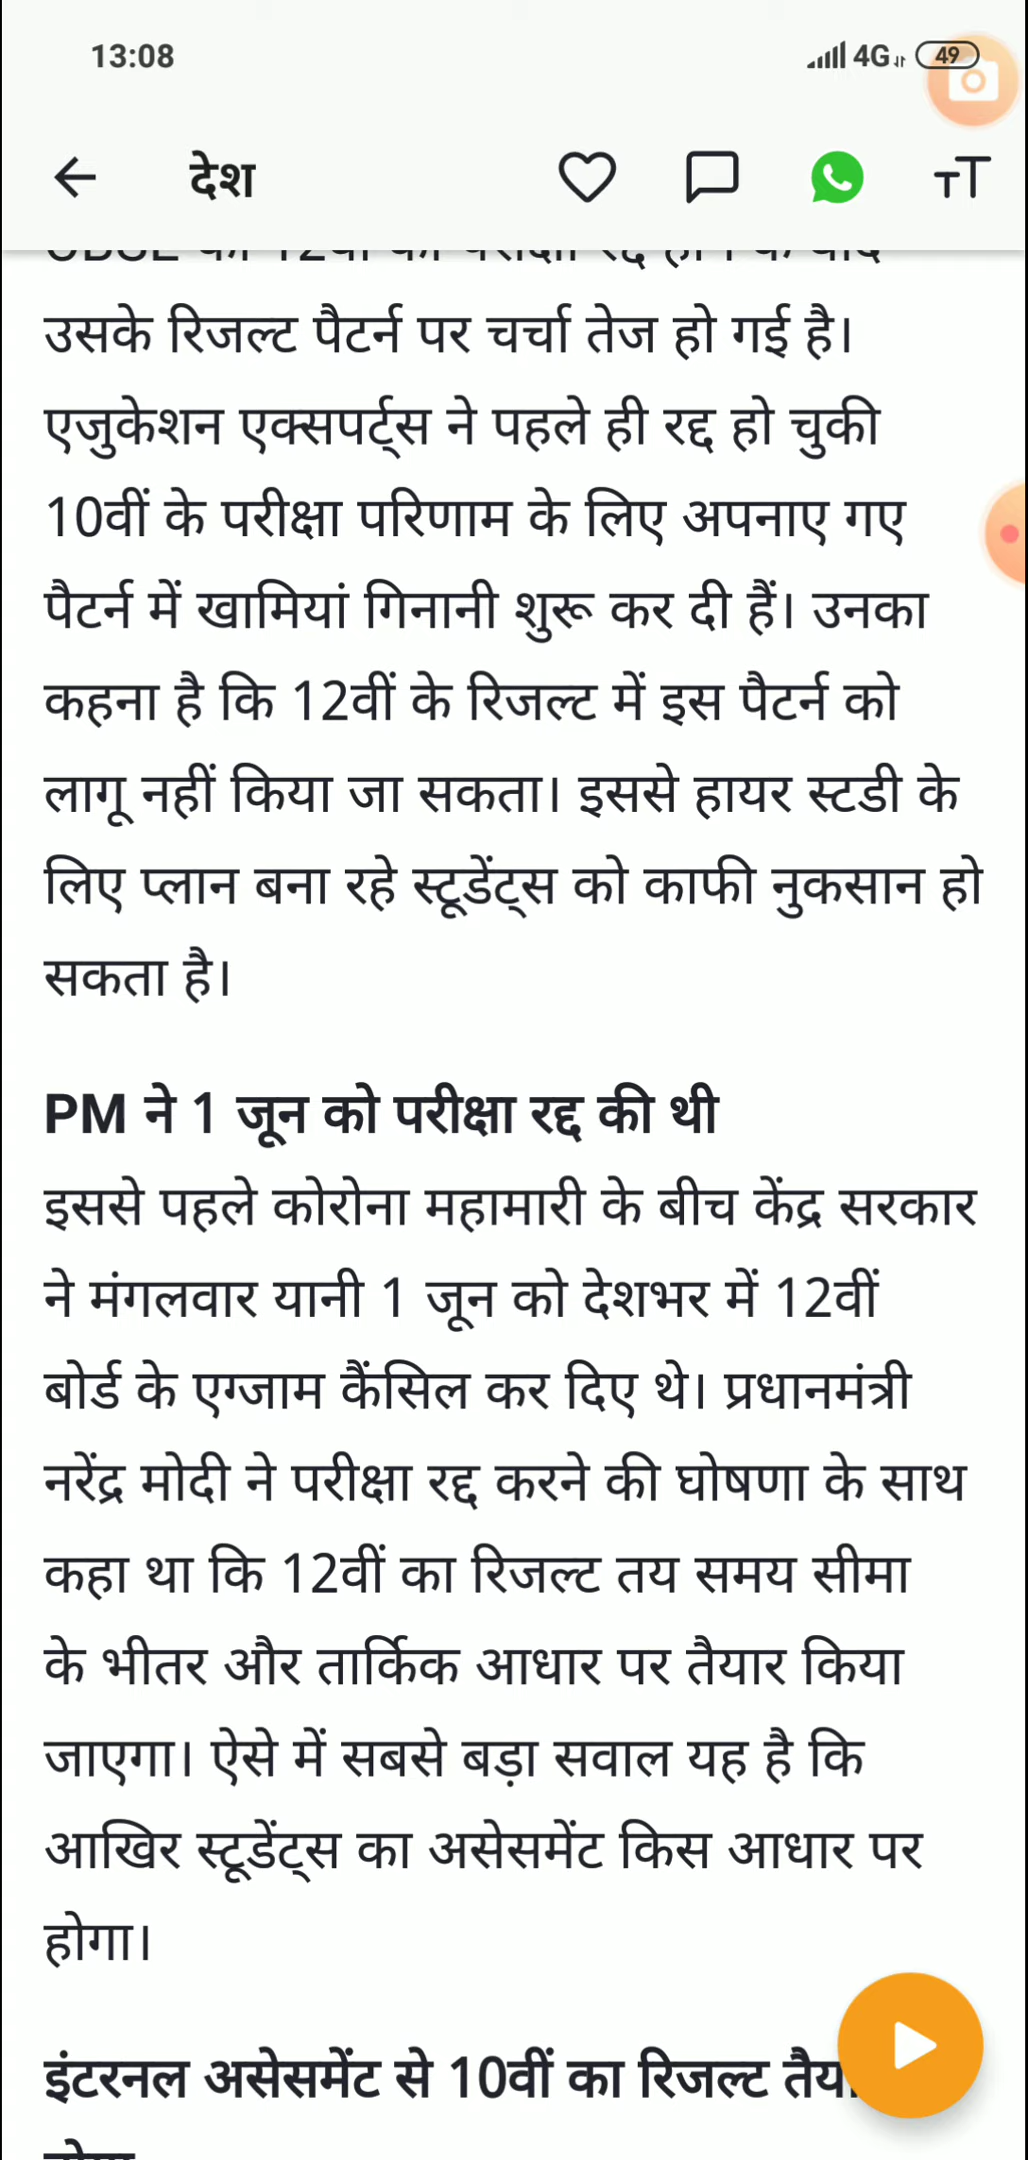 13:08
4G 49
देश
TT
उसके रिजल्ट पैटर्न पर चर्चा तेज हो गई है।
एजुकेशन एक्सपर्ट्स ने पहले ही रद्द हो चुकी
10वीं के परीक्षा परिणाम के लिए अपनाए गए
पैटर्न में खामियां गिनानी शुरू कर दी हैं। उनका
कहना है कि 12वीं के रिजल्ट में इस पैटर्न को
लागू नहीं किया जा सकता। इससे हायर स्टडी के
लिए प्लान बना रहे स्टूडेंट्स को काफी नुकसान हो
सकता है।
PM ने 1 जून को परीक्षा रद्द की थी
इससे पहले कोरोना महामारी के बीच केंद्र सरकार
ने मंगलवार यानी 1 जून को देशभर में 12वीं
बोर्ड के एग्जाम कैंसिल कर दिए थे। प्रधानमंत्री
नरेंद्र मोदी ने परीक्षा रद्द करने की घोषणा के साथ
कहा था कि 12वीं का रिजल्ट तय समय सीमा
के भीतर और तार्किक आधार पर तैयार किया
जाएगा। ऐसे में सबसे बड़ा सवाल यह है कि
आखिर स्टूडेंट्स का असेसमेंट किस आधार पर
होगा।
इंटरनल असेसमेंट से 10वीं का रिजल्ट